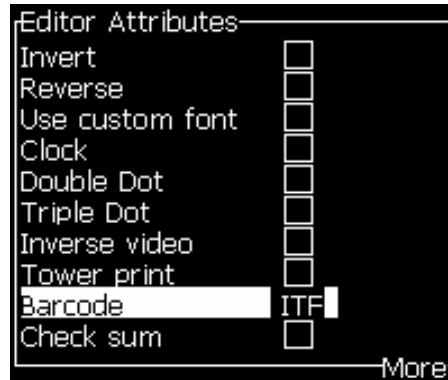 Editor Attributes
Invert
Reverse
Use custom font
Clock
Double Dot
Triple Dot
Inverse video
Tower print
Barcode ITF
Check sum
More